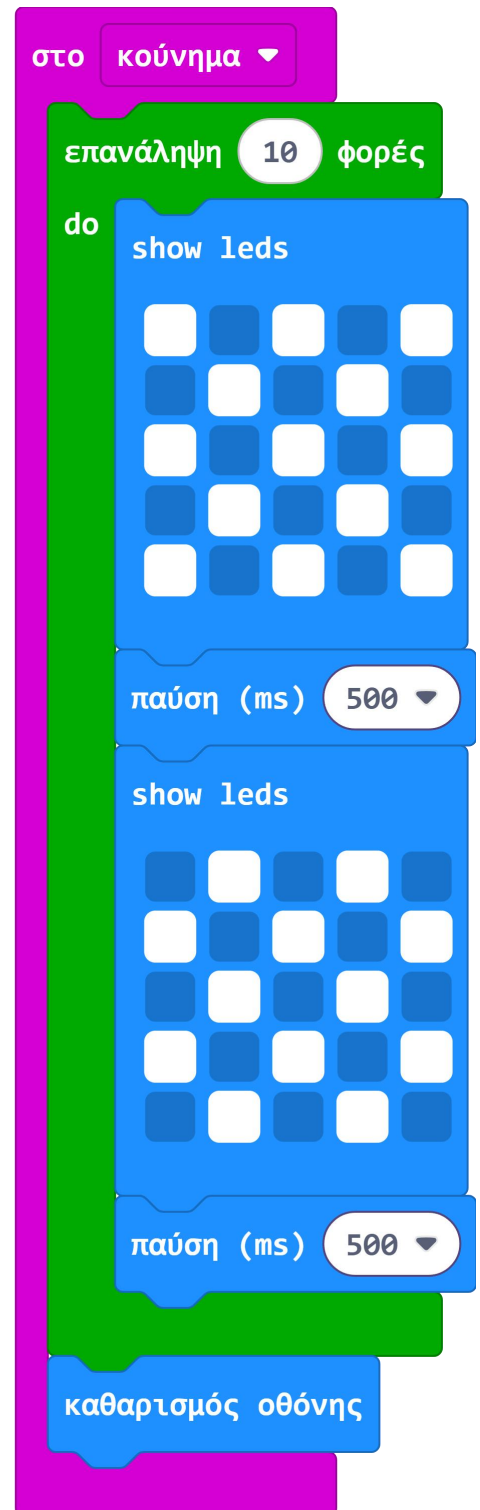 στο κούνημα
επανάληψη 10 φορές
do
show leds
παύση (ms) 500
show leds
παύση (ms) 500
καθαρισμός οθόνης